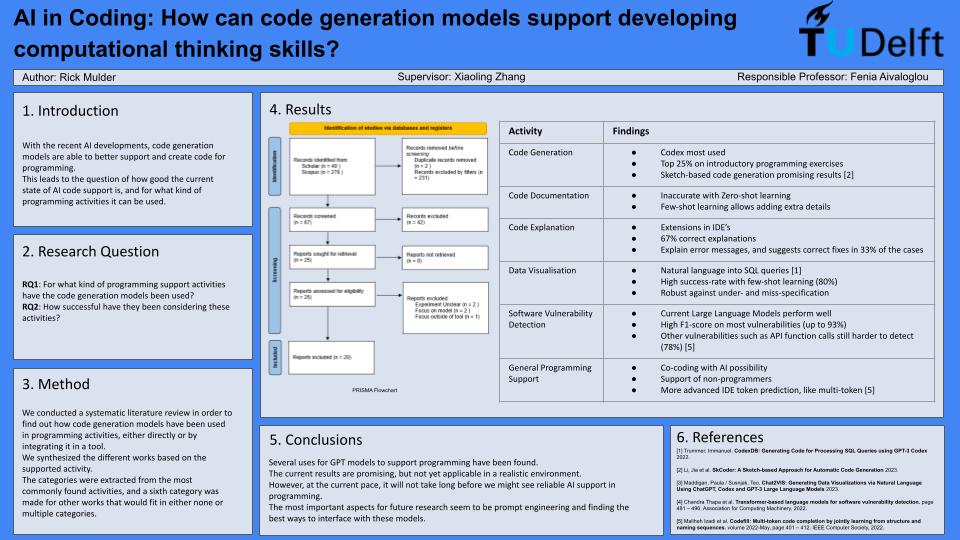 AI in Coding: How can code generation models support developing
computational thinking skills?
TU Delft
Author: Rick Mulder
Supervisor: Xiaoling Zhang
Responsible Professor: Fenia Aivaloglou
1. Introduction
With the recent AI developments, code generation
models are able to better support and create code for
programming.
This leads to the question of how good the current
state of AI code support is, and for what kind of
programming activities it can be used.
2. Research Question
RQ1: For what kind of programming support activities
have the code generation models been used?
RQ2: How successful have they been considering these
activities?
3. Method
We conducted a systematic literature review in order to
find out how code generation models have been used
in programming activities, either directly or by
integrating it in a tool.
We synthesized the different works based on the
supported activity.
The categories were extracted from the most
commonly found activities, and a sixth category was
made for other works that would fit in either none or
multiple categories.
4. Results
Identification of studies via databases and registers
Identification
Records identified from:
Scholar (n = 40 )
Scopus (n = 278 )
Records removed before
screening:
Duplicate records removed
(n = 2 )
Records excluded by filters (n
= 231)
Screening
Records screened
(n = 67)
Records excluded
(n = 42)
Reports sought for retrieval
(n = 25)
Reports not retrieved
(n = 0)
Reports assessed for eligibility
(n = 25)
Reports excluded:
Experiment Unclear (n = 2 )
Focus on model (n = 2 )
Focus outside of tool (n = 1)
Included
Reports included (n = 20)
PRISMA Flowchart
Activity
Findings
Code Generation
● Codex most used
● Top 25% on introductory programming exercises
● Sketch-based code generation promising results [2]
Code Documentation
● Inaccurate with Zero-shot learning
● Few-shot learning allows adding extra details
Code Explanation
● Extensions in IDE's
● 67% correct explanations
● Explain error messages, and suggests correct fixes in 33% of the cases
Data Visualisation
● Natural language into SQL queries [1]
● High success-rate with few-shot learning (80%)
● Robust against under- and miss-specification
Software Vulnerability
Detection
● Current Large Language Models perform well
● High F1-score on most vulnerabilities (up to 93%)
● Other vulnerabilities such as API function calls still harder to detect
(78%) [5]
General Programming
Support
● Co-coding with AI possibility
● Support of non-programmers
● More advanced IDE token prediction, like multi-token [5]
5. Conclusions
Several uses for GPT models to support programming have been found.
The current results are promising, but not yet applicable in a realistic environment.
However, at the current pace, it will not take long before we might see reliable AI support in
programming.
The most important aspects for future research seem to be prompt engineering and finding the
best ways to interface with these models.
6. References
[1] Trummer, Immanuel. CodexDB: Generating Code for Processing SQL Queries using GPT-3 Codex
2022.
[2] Li, Jia et al. SkCoder: A Sketch-based Approach for Automatic Code Generation 2023.
[3] Maddigan, Paula / Susnjak, Teo. Chat2VIS: Generating Data Visualizations via Natural Language
Using ChatGPT, Codex and GPT-3 Large Language Models 2023.
[4] Chandra Thapa et al. Transformer-based language models for software vulnerability detection. page
481 – 496. Association for Computing Machinery, 2022.
[5] Maliheh Izadi et al. Codefill: Multi-token code completion by jointly learning from structure and
naming sequences. volume 2022-May, page 401 – 412. IEEE Computer Society, 2022.